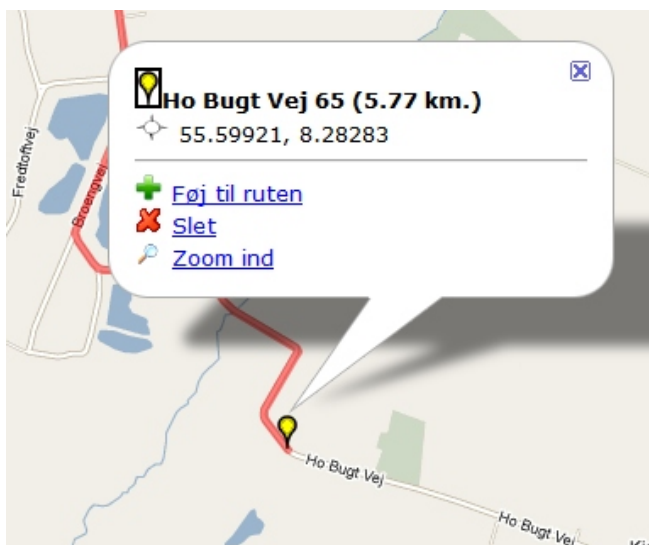 Ho Bugt Vej 65 (5.77 km.)
55.59921, 8.28283
Føj til ruten
Slet
Zoom ind
Fredtoftvej
Broengvej
Ho Bugt Vej
Ho Bugt Vej